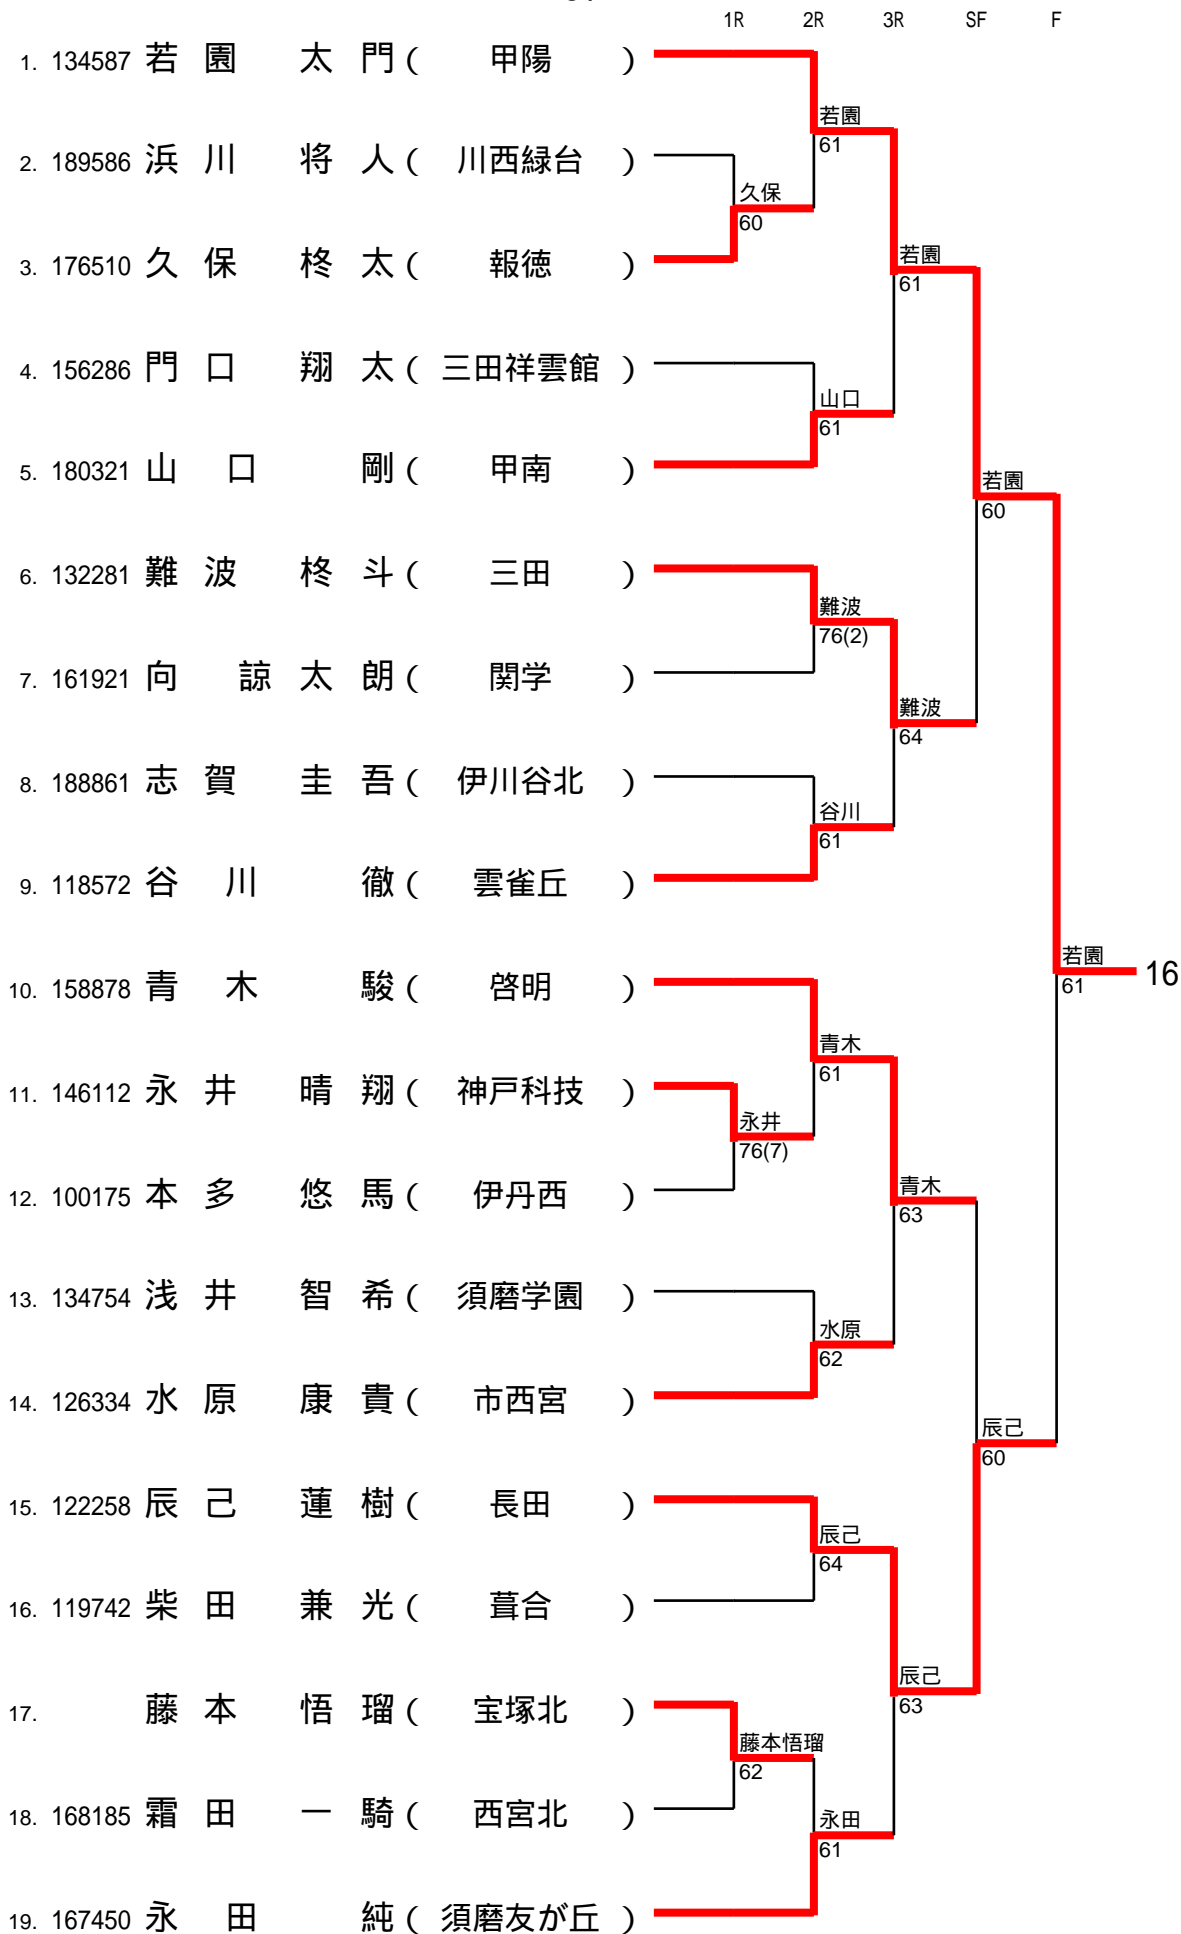 1R 2R 3R SF F
1. 134587 若園 太門 ( 甲陽 )
若園
61
2. 189586 浜川 将人 ( 川西緑台 )
久保
60
3. 176510 久保 柊太 ( 報徳 )
若園
61
4. 156286 門口 翔太 ( 三田祥雲館 )
山口
61
5. 180321 山口 剛 ( 甲南 )
若園
60
6. 132281 難波 柊斗 ( 三田 )
難波
76(2)
7. 161921 向 諒太朗 ( 関学 )
難波
64
8. 188861 志賀 圭吾 ( 伊川谷北 )
谷川
61
9. 118572 谷川 徹 ( 雲雀丘 )
若園
61
16
10. 158878 青木 駿 ( 啓明 )
青木
61
11. 146112 永井 晴翔 ( 神戸科技 )
永井
76(7)
12. 100175 本多 悠馬 ( 伊丹西 )
青木
63
13. 134754 浅井 智希 ( 須磨学園 )
水原
62
14. 126334 水原 康貴 ( 市西宮 )
辰己
60
15. 122258 辰己 蓮樹 ( 長田 )
辰己
64
16. 119742 柴田 兼光 ( 葺合 )
辰己
63
17. 藤本 悟瑠 ( 宝塚北 )
藤本悟瑠
62
18. 168185 霜田 一騎 ( 西宮北 )
永田
61
19. 167450 永田 純 ( 須磨友が丘 )